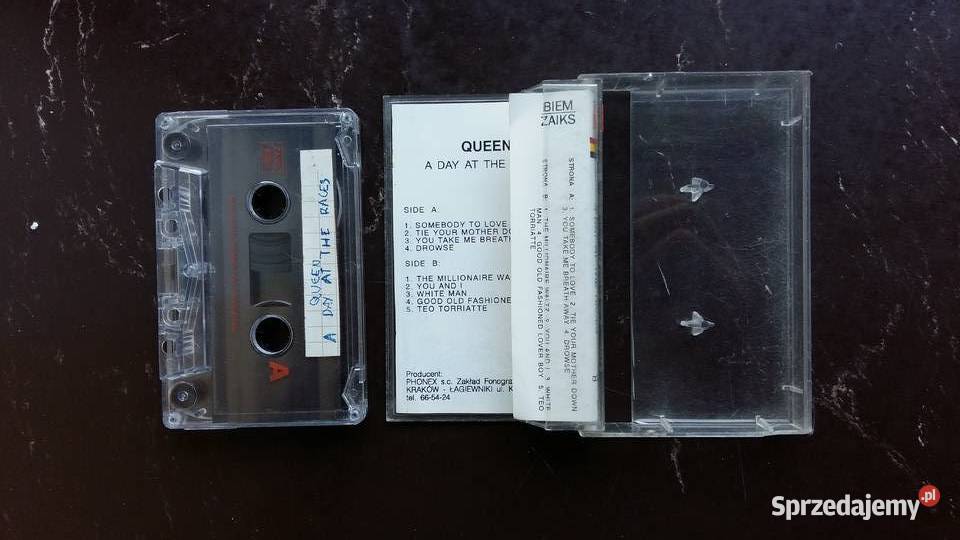 QUEEN
A DAY AT THE RACES
A
QUEEN
A DAY AT THE
SIDE A:
1. SOMEBODY TO LOVE
2. TIE YOUR MOTHER DO
3. YOU TAKE ME BREATH
4. DROWSE
SIDE B:
1. THE MILLIONAIRE WA
2. YOU AND I
3. WHITE MAN
4. GOOD OLD FASHIONE
5. TEO TORRIATTE
Producent:
PHONEX s.c. Zakład Fonogra
KRAKÓW - ŁAGIEWNIKI ul. K
tel. 66-54-24
BIEM
ZAIKS
STRONA A: 1. SOMEBODY TO LOVE 2. TIE YOUR MOTHER DOWN
3. YOU TAKE ME BREATH AWAY 4. DROWSE
STRONA B: 1. THE MILLIONAIRE WALTZ 2. YOU AND I 3. WHITE
MAN 4. GOOD OLD FASHIONED LOVER BOY 5. TEO
TORRIATTE
B
Sprzedajemy.pl